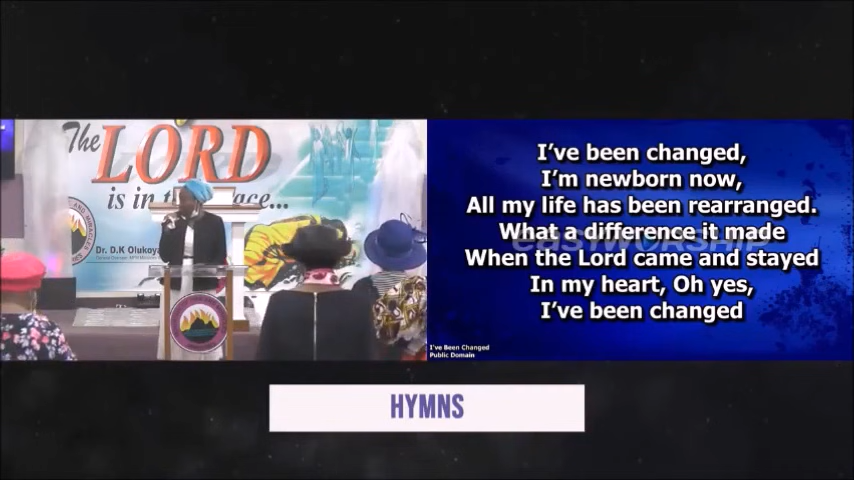 The
LORD
is in
ace...
AND MIRACLES
Dr. D.K Olukoya
I've been changed,
I'm newborn now,
All my life has been rearranged.
What a difference it made
easyworship
When the Lord came and stayed
In my heart, Oh yes,
I've been changed
I've Been Changed
Public Domain
HYMNS